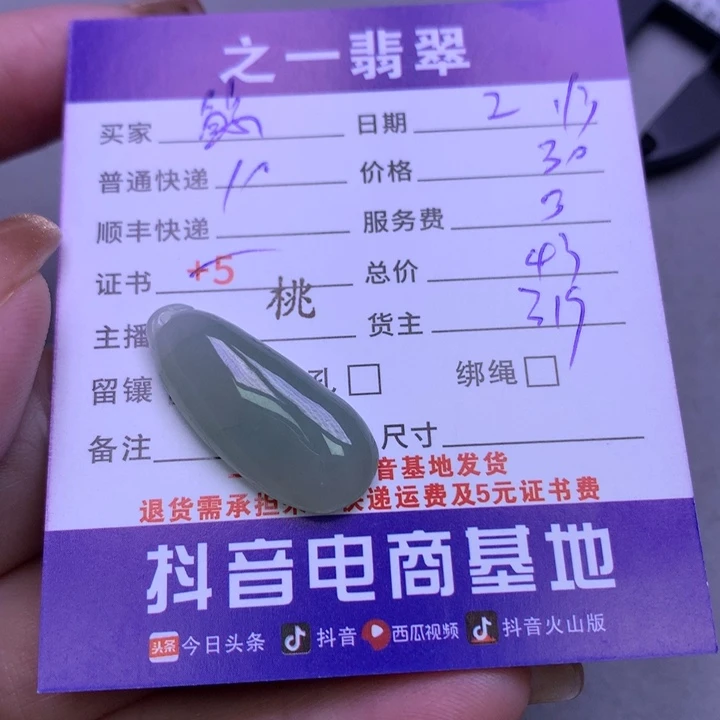 之一翡翠
买家 日期 2
普通快递 10 价格 30
顺丰快递 服务费 3
证书 +5 总价 43
主播 桃 货主 319
留镶 孔 绑绳
备注 尺寸
音基地发货
退货需承担 快递运费及5元证书费
抖音电商基地
头条 今日头条 抖音 西瓜视频 抖音火山版